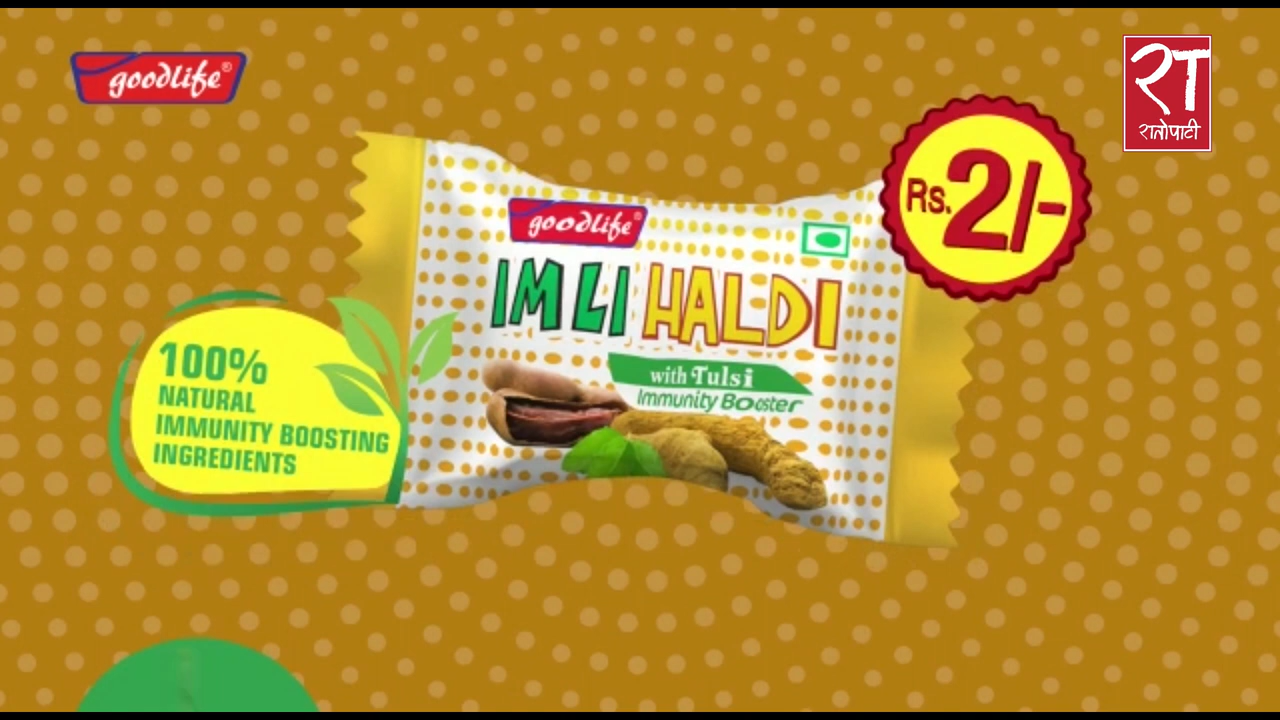 goodlife®
रा
रातोपाटी
Rs.2/-
goodlife®
IMLI HALDI
with Tulsi
Immunity Booster
100%
NATURAL
IMMUNITY BOOSTING
INGREDIENTS